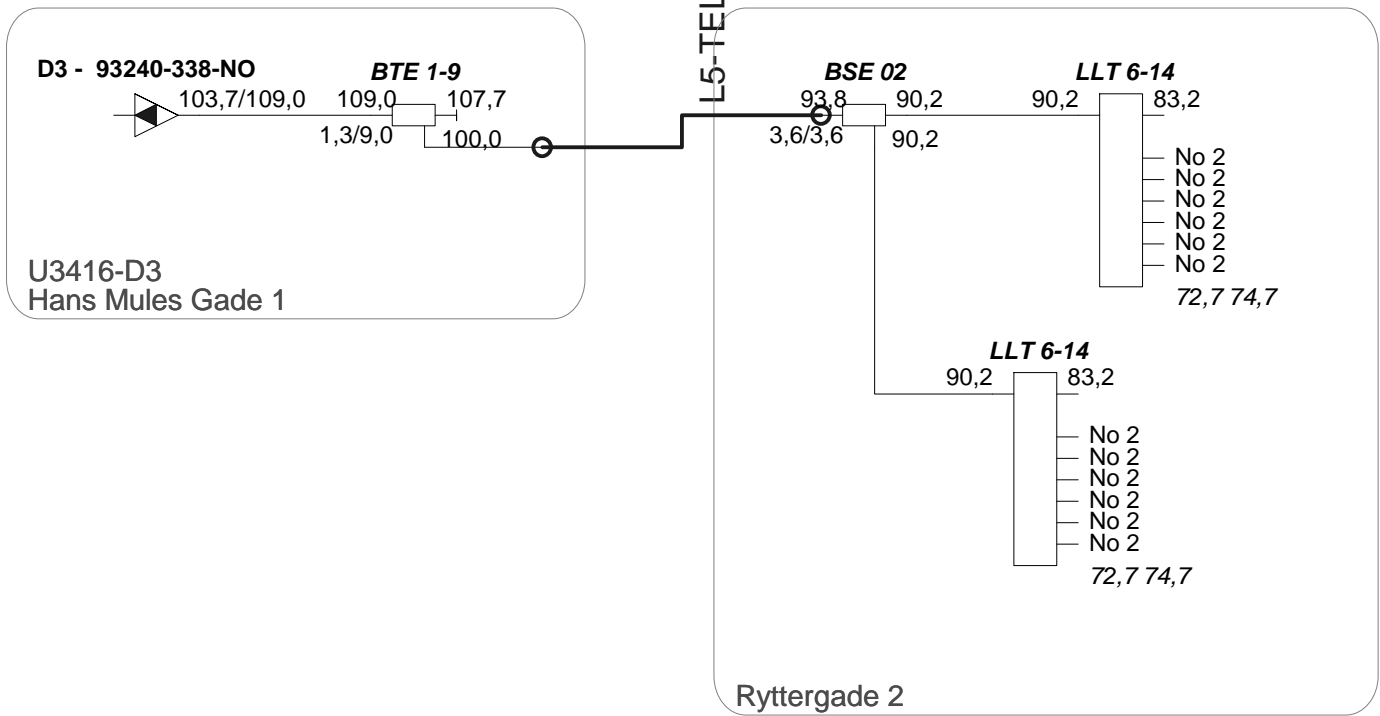 L5-TEL
D3 - 93240-338-NO
BTE 1-9
103,7/109,0
109,0
107,7
1,3/9,0
100,0
U3416-D3
Hans Mules Gade 1
BSE 02
93,8
90,2
3,6/3,6
90,2
LLT 6-14
90,2
83,2
No 2
No 2
No 2
No 2
No 2
No 2
72,7 74,7
LLT 6-14
90,2
83,2
No 2
No 2
No 2
No 2
No 2
No 2
72,7 74,7
Ryttergade 2